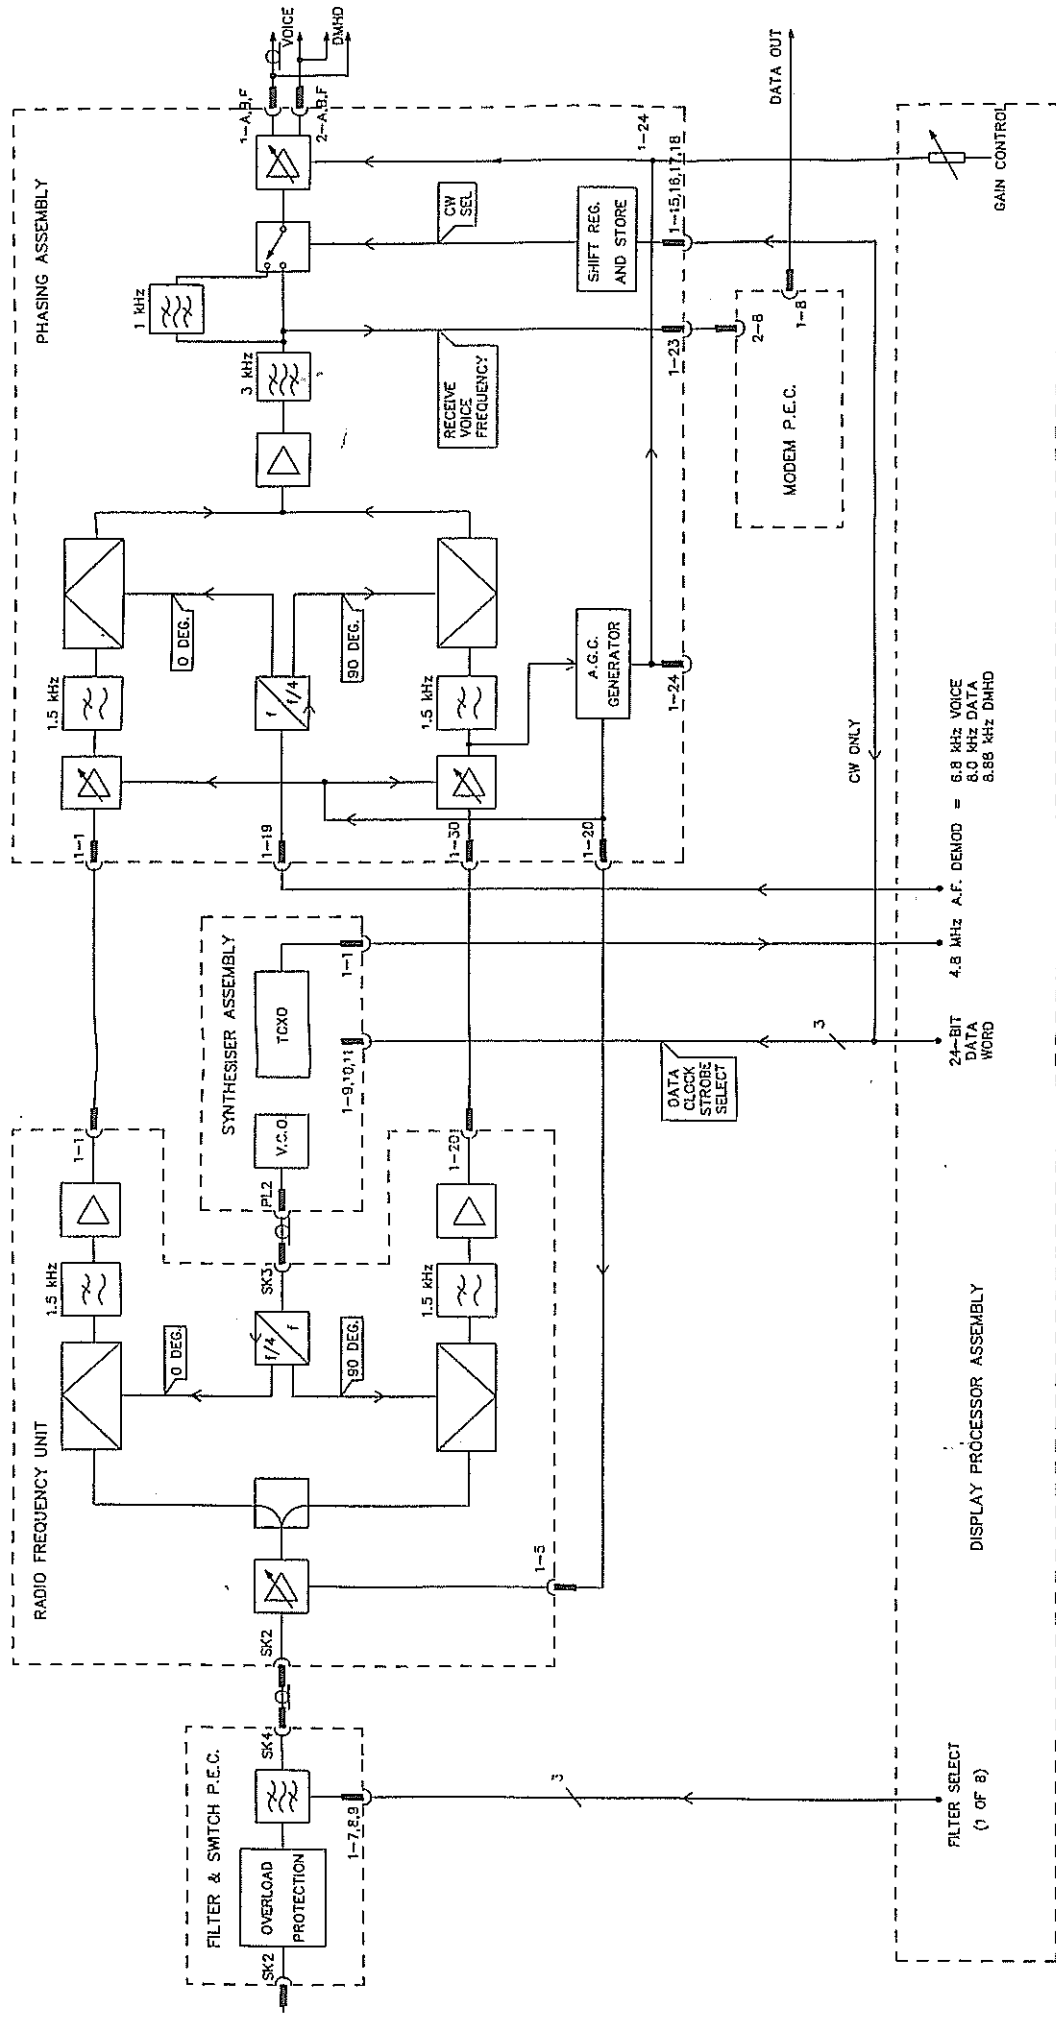 FILTER & SWITCH P.E.C.
SK2
OVERLOAD
PROTECTION
SK4
1-7,8,9
3
FILTER SELECT
(1 OF 8)
RADIO FREQUENCY UNIT
SK2
1-5
0 DEG.
90 DEG.
f/4
f
SK3
1.5 kHz
1.5 kHz
1-1
1-20
SYNTHESISER ASSEMBLY
PL2
V.C.O.
TCXO
1-9,10,11
1-1
DATA
CLOCK
STROBE
SELECT
3
24-BIT
DATA
WORD
4.8 MHz
A.F. DEMOD = 6.8 kHz VOICE
8.0 kHz DATA
8.88 kHz DMHD
CW ONLY
DISPLAY PROCESSOR ASSEMBLY
PHASING ASSEMBLY
1-1
1-19
1-30
1-20
1.5 kHz
1.5 kHz
f
f/4
0 DEG.
90 DEG.
A.G.C.
GENERATOR
1-24
3 kHz
1 kHz
RECEIVE
VOICE
FREQUENCY
CW
SEL
SHIFT REG.
AND STORE
1-23
1-15,16,17,18
1-24
1-A,B,F
2-A,B,F
VOICE
DMHD
MODEM P.E.C.
2-8
1-8
DATA OUT
GAIN CONTROL